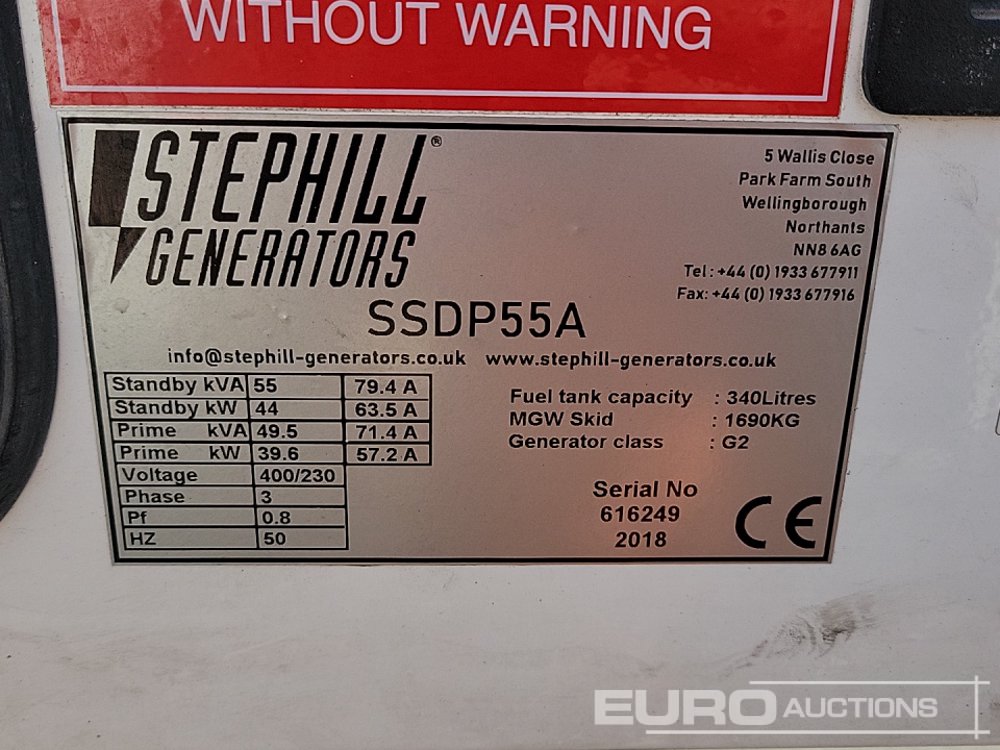 WITHOUT WARNING
STEPHILL®
GENERATORS
5 Wallis Close
Park Farm South
Wellingborough
Northants
NN8 6AG
Tel: +44 (0) 1933 677911
Fax: +44 (0) 1933 677916
SSDP55A
info@stephill-generators.co.uk www.stephill-generators.co.uk
Standby kVA 55 79.4 A
Standby kW 44 63.5 A
Prime kVA 49.5 71.4 A
Prime kW 39.6 57.2 A
Voltage 400/230
Phase 3
Pf 0.8
HZ 50
Fuel tank capacity : 340Litres
MGW Skid : 1690KG
Generator class : G2
Serial No
616249
2018
CE
EURO AUCTIONS